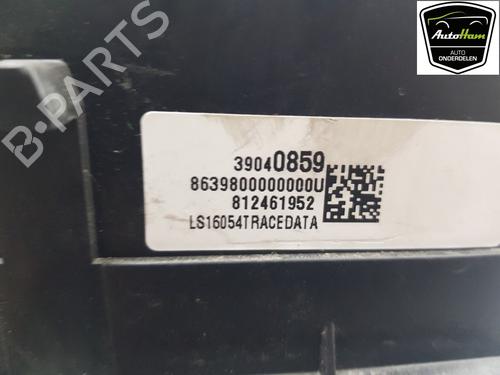 AutoHam
AUTO
ONDERDELEN
B-PARTS
39040859
8639800000000U
812461952
LS16054TRACEDATA